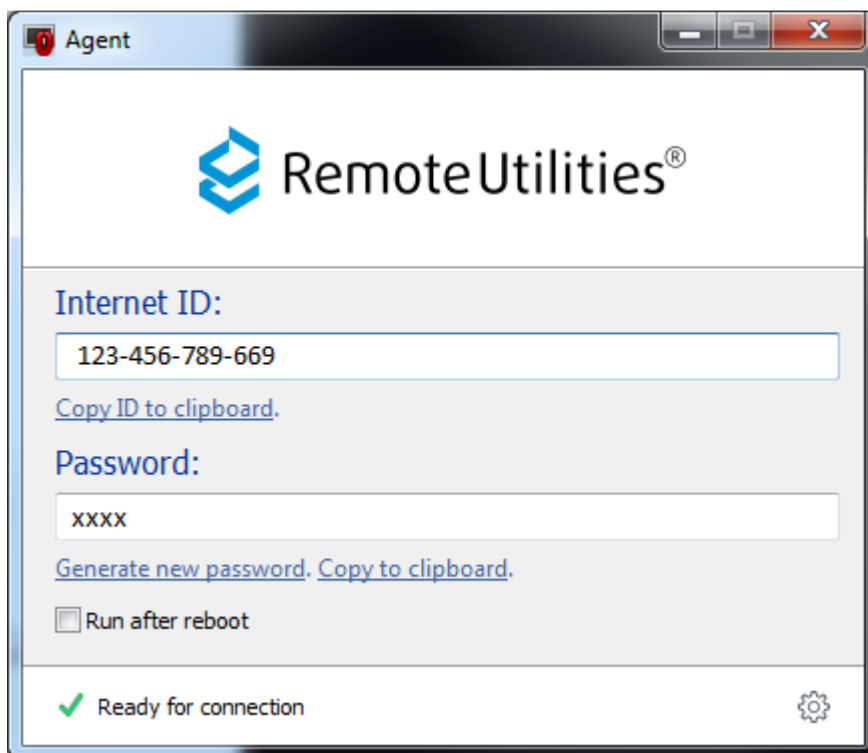 Agent
RemoteUtilities®
Internet ID:
123-456-789-669
Copy ID to clipboard.
Password:
xxxx
Generate new password. Copy to clipboard.
Run after reboot
Ready for connection